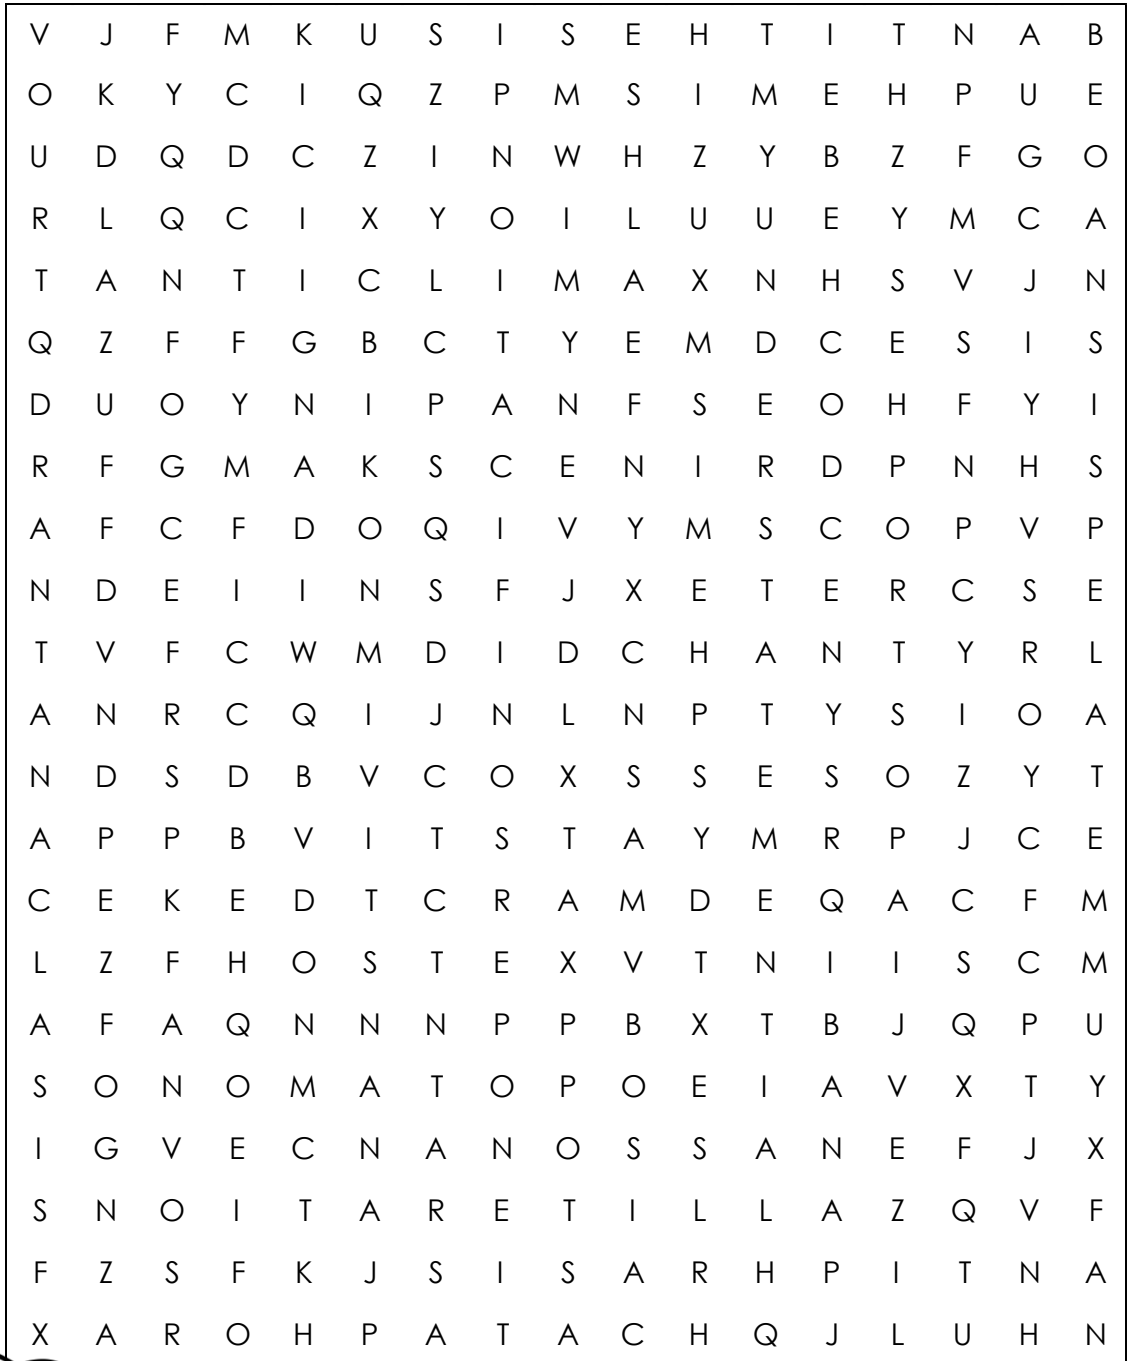 V J F M K U S I S E H T I T N A B
O K Y C I Q Z P M S I M E H P U E
U D Q D C Z I N W H Z Y B Z F G O
R L Q C I X Y O I L U U E Y M C A
T A N T I C L I M A X N H S V J N
Q Z F F G B C T Y E M D C E S I S
D U O Y N I P A N F S E O H F Y I
R F G M A K S C E N I R D P N H S
A F C F D O Q I V Y M S C O P V P
N D E I I N S F J X E T E R C S E
T V F C W M D I D C H A N T Y R L
A N R C Q I J N L N P T Y S I O A
N D S D B V C O X S S E S O Z Y T
A P P B V I T S T A Y M R P J C E
C E K E D T C R A M D E Q A C F M
L Z F H O S T E X V T N I I S C M
A F A Q N N N P P B X T B J Q P U
S O N O M A T O P O E I A V X T Y
I G V E C N A N O S S A N E F J X
S N O I T A R E T I L L A Z Q V F
F Z S F K J S I S A R H P I T N A
X A R O H P A T A C H Q J L U H N